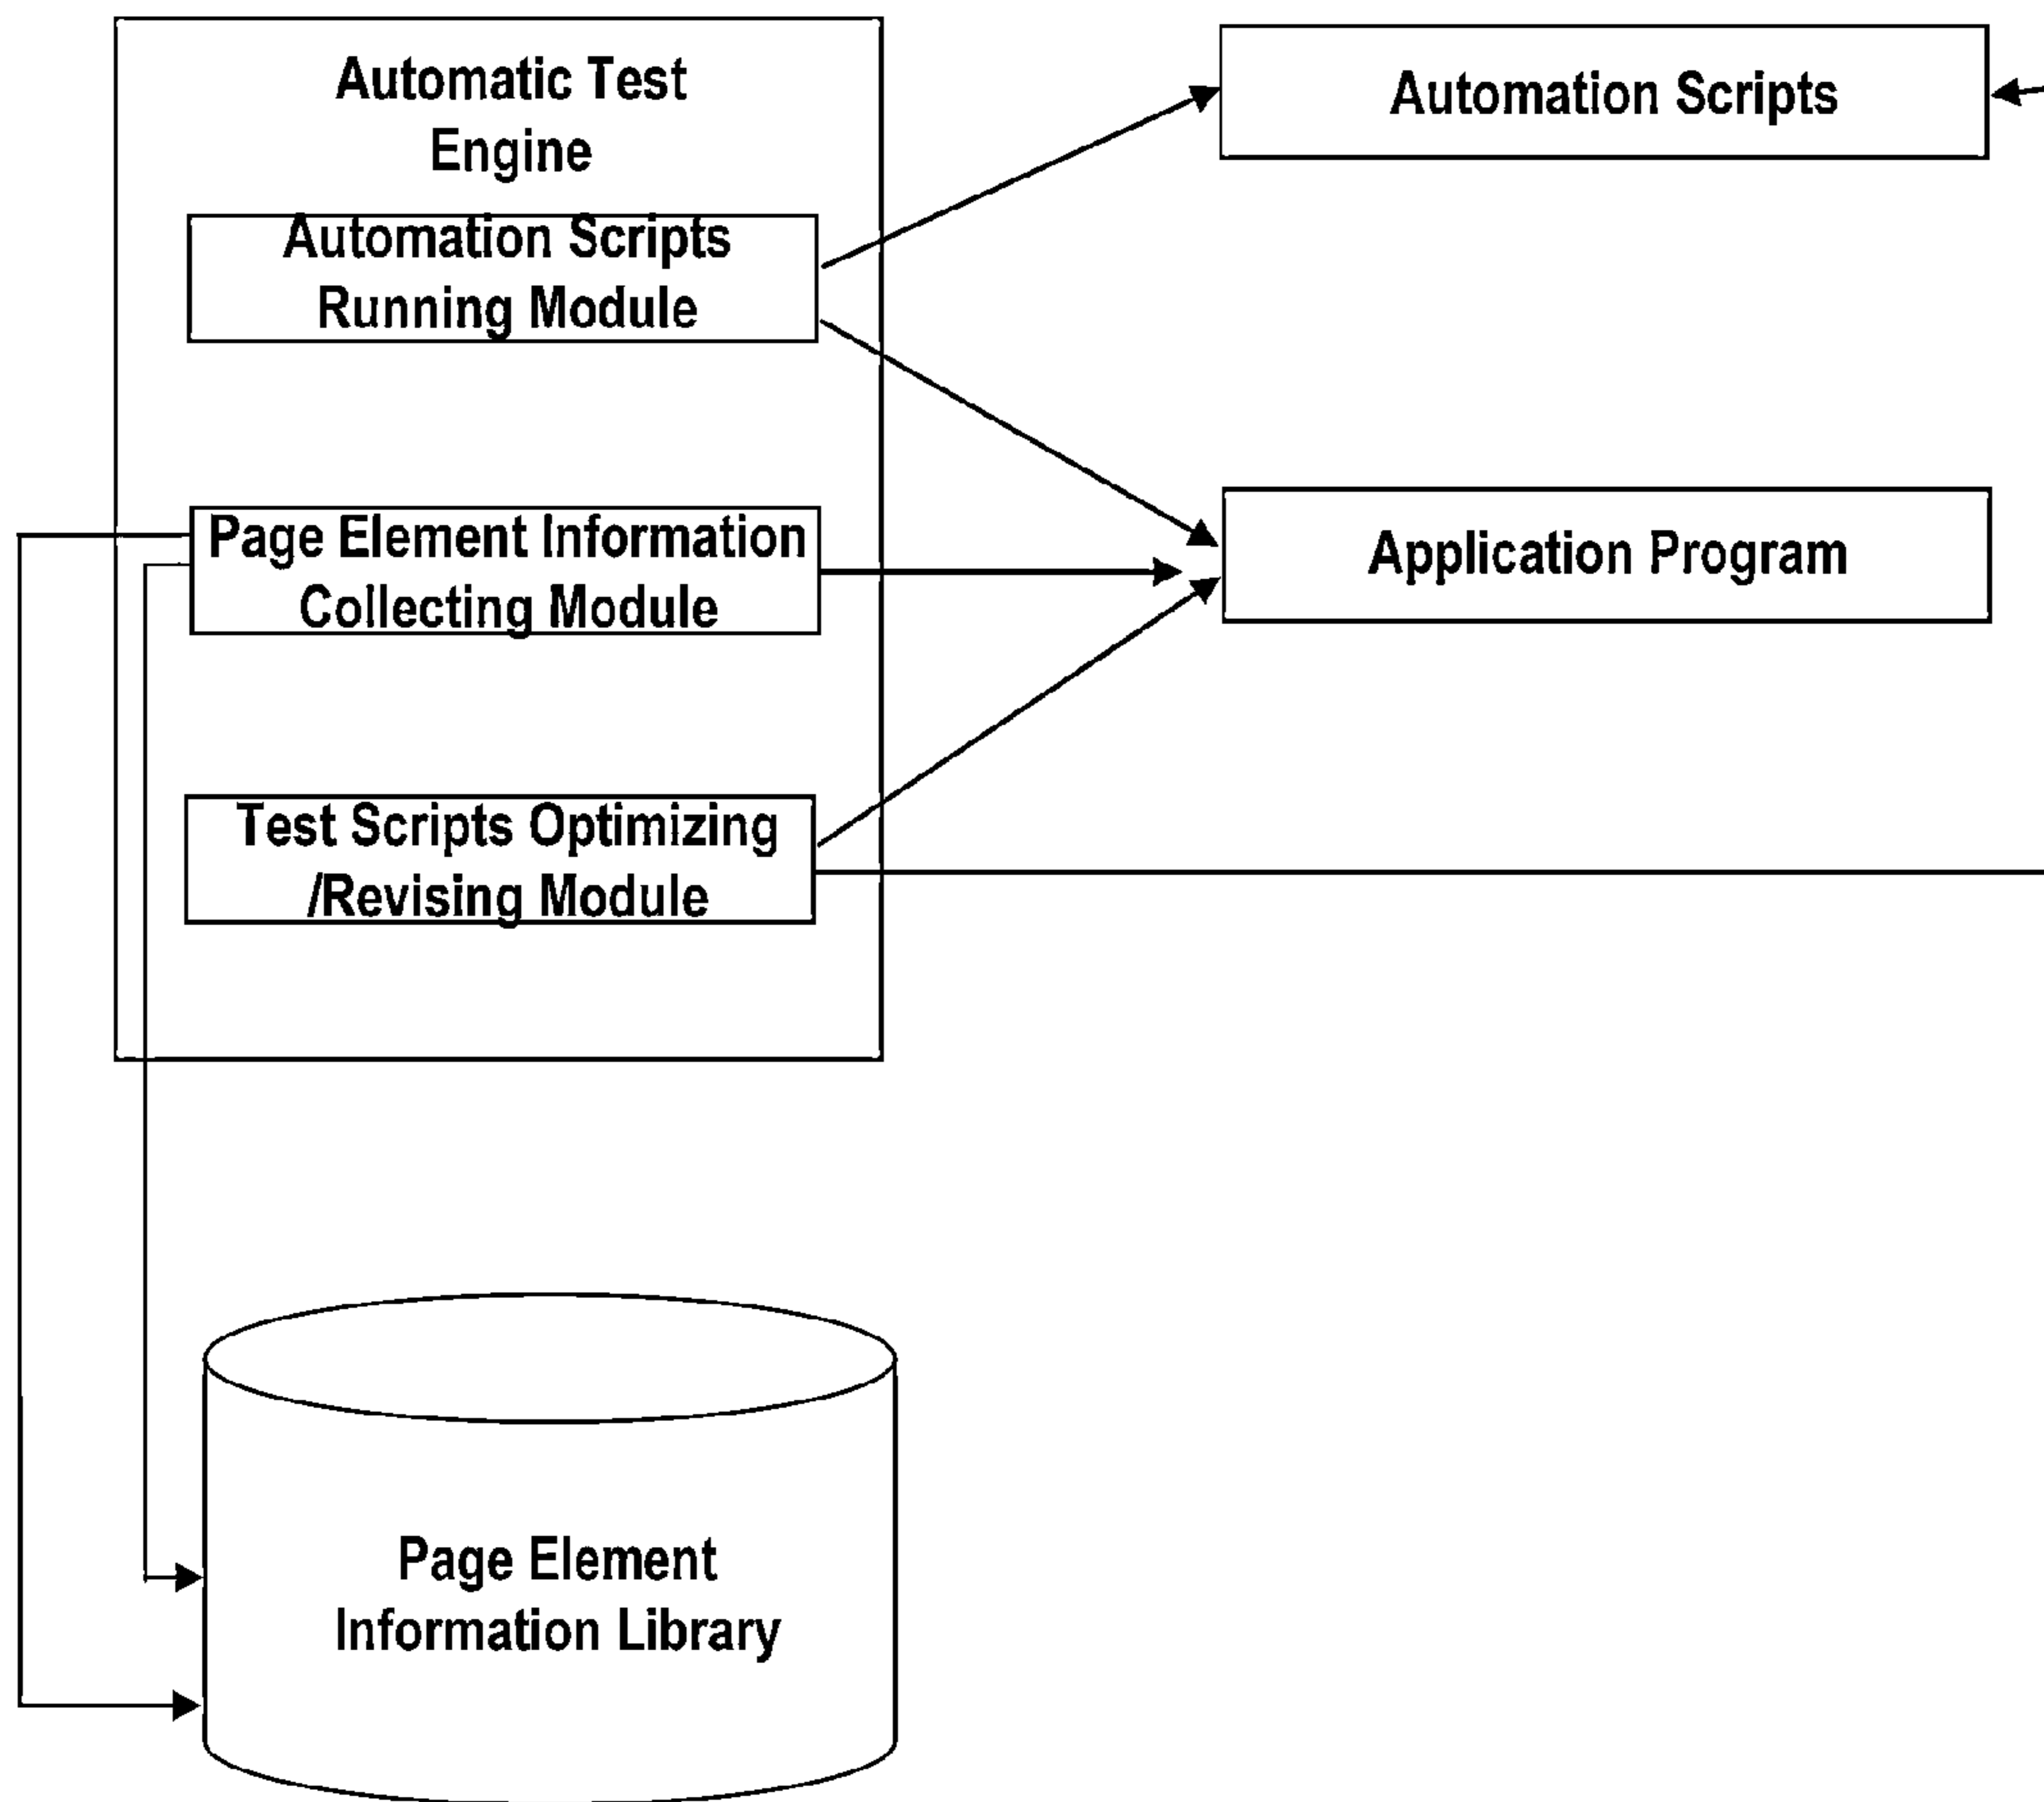 Automatic Test
Engine
Automation Scripts
Running Module
Page Element Information
Collecting Module
Test Scripts Optimizing
/Revising Module
Automation Scripts
Application Program
Page Element
Information Library